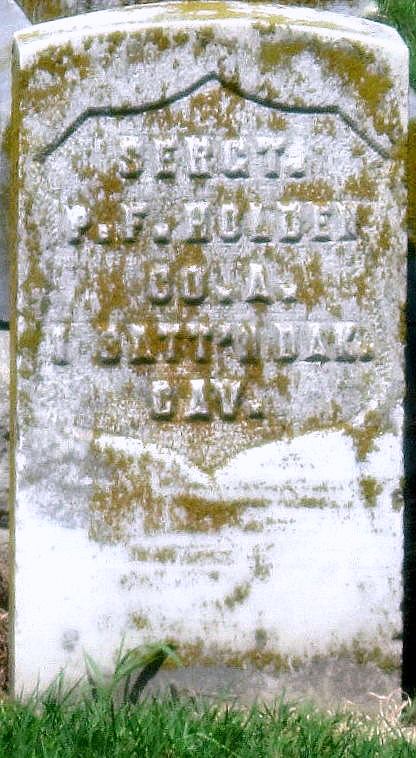 SERGT.
P.F. HOLDEN
CO. A.
1 BATT'N DAK.
CAV.